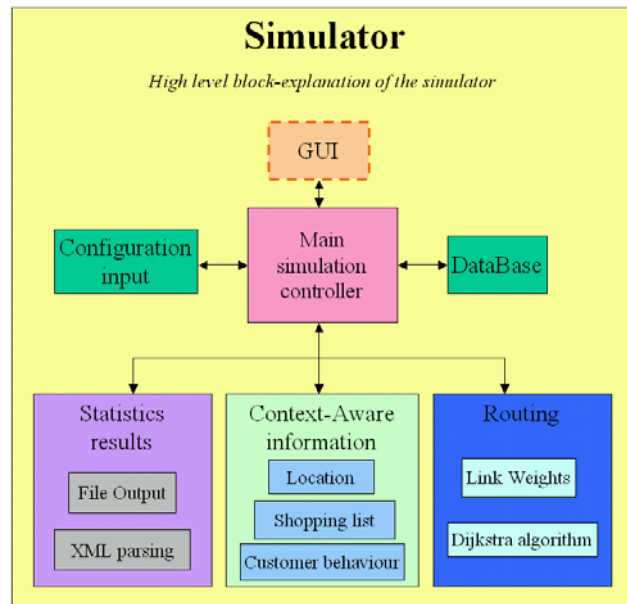 Simulator
High level block-explanation of the simulator
GUI
Configuration
input
Main
simulation
controller
DataBase
Statistics
results
File Output
XML parsing
Context-Aware
information
Location
Shopping list
Customer behaviour
Routing
Link Weights
Dijkstra algorithm